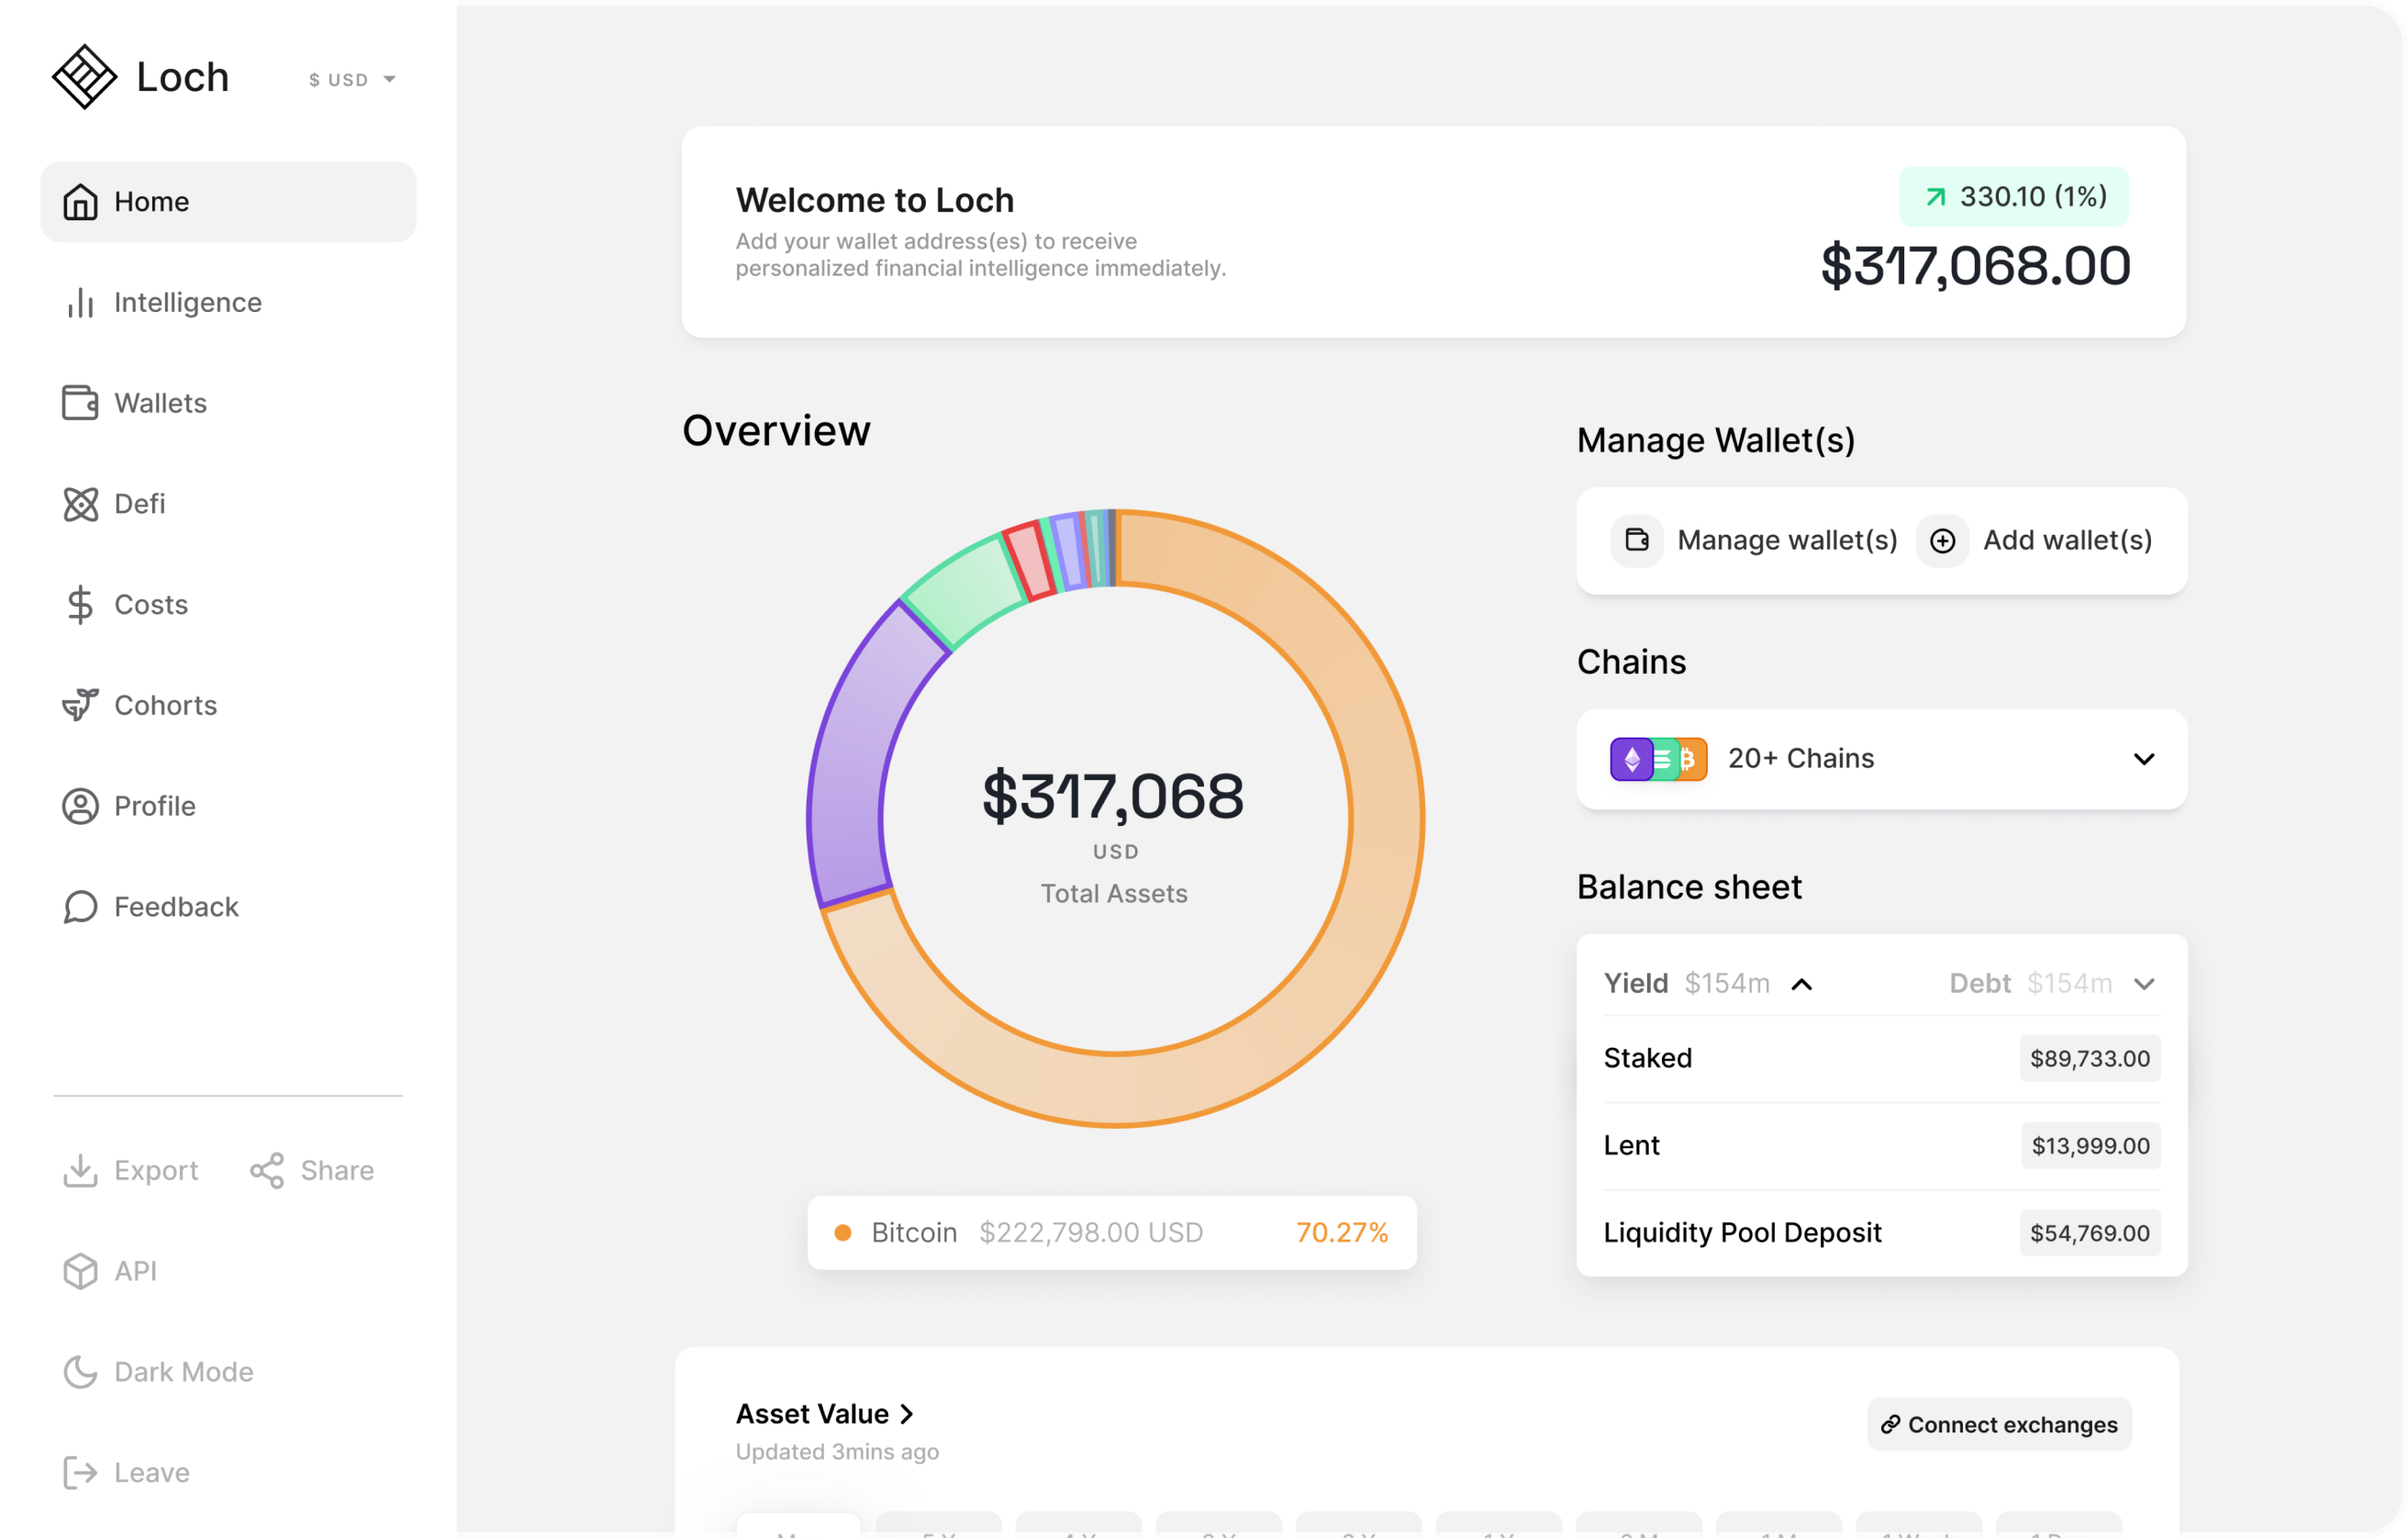 Loch
$ USD
Home
Intelligence
Wallets
Defi
Costs
Cohorts
Profile
Feedback
Export
Share
API
Dark Mode
Leave
Welcome to Loch
Add your wallet address(es) to receive
personalized financial intelligence immediately.
330.10 (1%)
$317,068.00
Overview
$317,068
USD
Total Assets
Bitcoin $222,798.00 USD 70.27%
Manage Wallet(s)
Manage wallet(s)
Add wallet(s)
Chains
20+ Chains
Balance sheet
Yield $154m
Debt $154m
Staked $89,733.00
Lent $13,999.00
Liquidity Pool Deposit $54,769.00
Asset Value
Updated 3mins ago
Connect exchanges